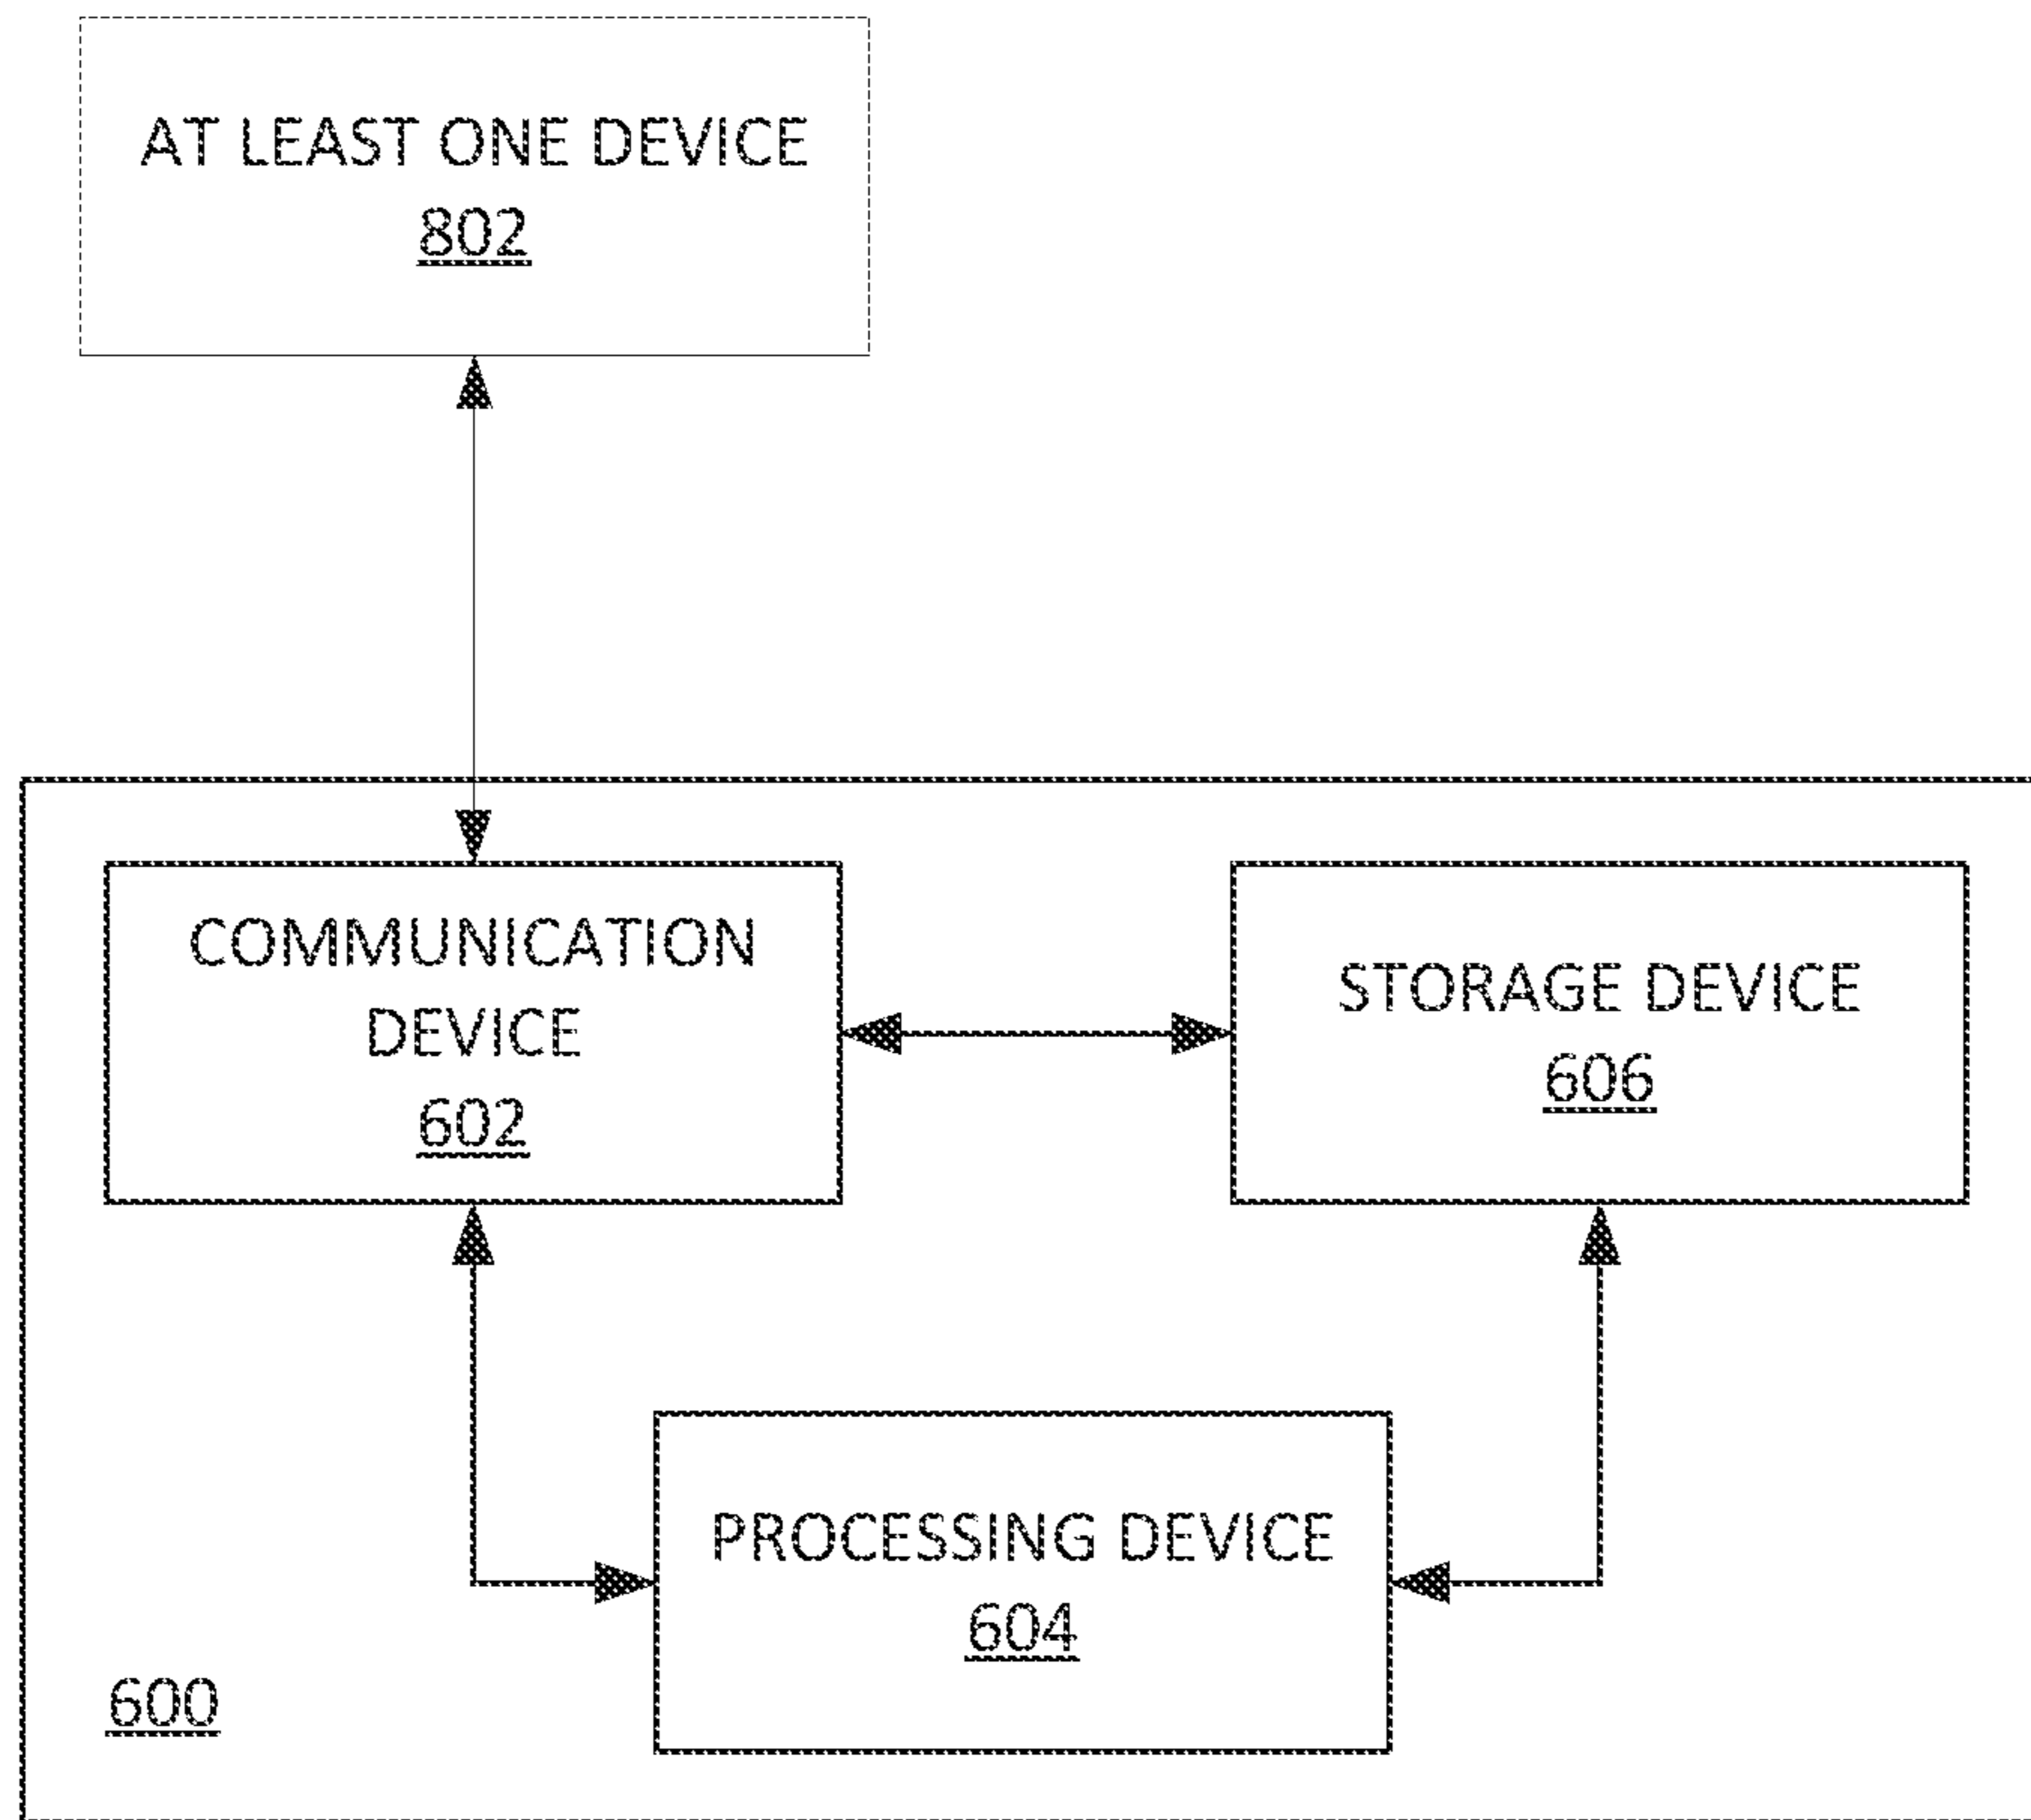 AT LEAST ONE DEVICE
802
COMMUNICATION
DEVICE
602
STORAGE DEVICE
606
PROCESSING DEVICE
604
600